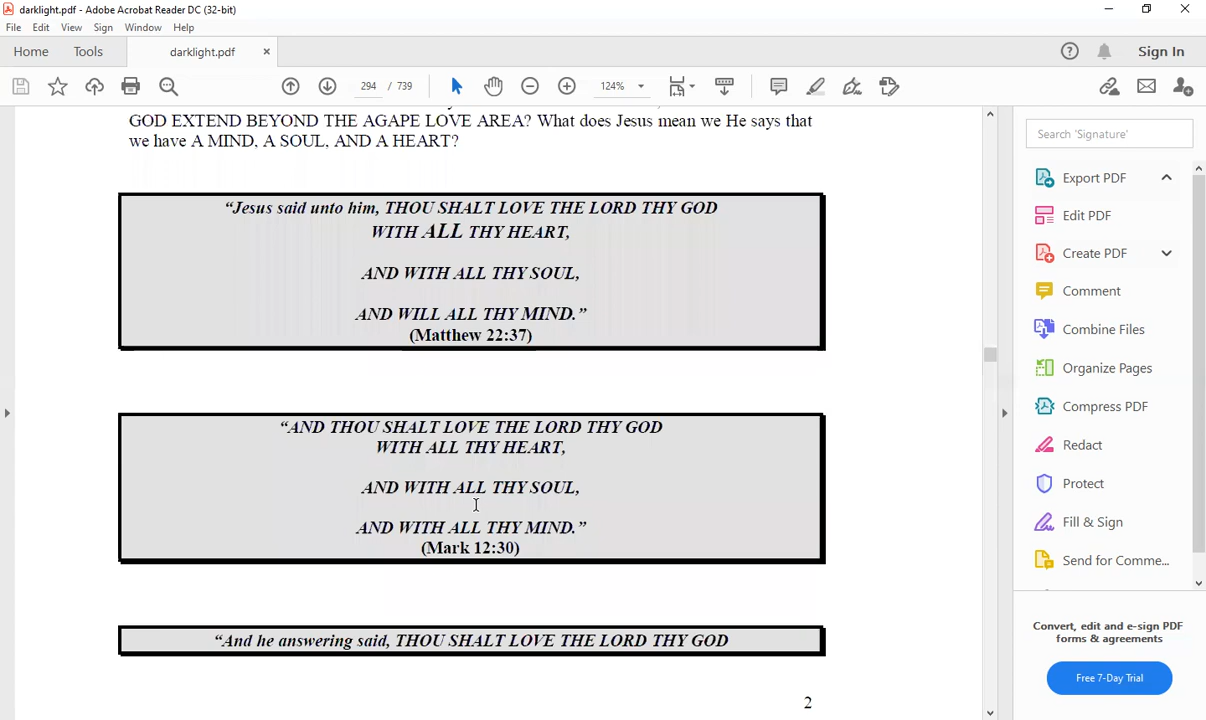 darklight.pdf - Adobe Acrobat Reader DC (32-bit)
File Edit View Sign Window Help
Home Tools darklight.pdf × Sign In
294 / 739 124%
GOD EXTEND BEYOND THE AGAPE LOVE AREA? What does Jesus mean we He says that
we have A MIND, A SOUL, AND A HEART?
“Jesus said unto him, THOU SHALT LOVE THE LORD THY GOD
WITH ALL THY HEART,
AND WITH ALL THY SOUL,
AND WILL ALL THY MIND.”
(Matthew 22:37)
“AND THOU SHALT LOVE THE LORD THY GOD
WITH ALL THY HEART,
AND WITH ALL THY SOUL,
AND WITH ALL THY MIND.”
(Mark 12:30)
“And he answering said, THOU SHALT LOVE THE LORD THY GOD
2
Search 'Signature'
Export PDF
Edit PDF
Create PDF
Comment
Combine Files
Organize Pages
Compress PDF
Redact
Protect
Fill & Sign
Send for Comme...
Convert, edit and e-sign PDF
forms & agreements
Free 7-Day Trial